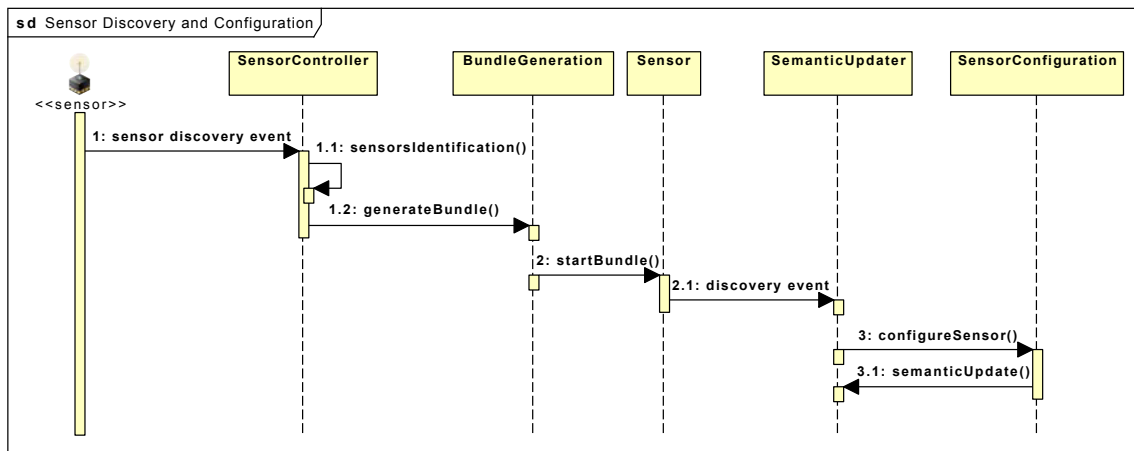 sd Sensor Discovery and Configuration
SensorController
BundleGeneration
Sensor
SemanticUpdater
SensorConfiguration
<<sensor>>
1: sensor discovery event
1.1: sensorsIdentification()
1.2: generateBundle()
2: startBundle()
2.1: discovery event
3: configureSensor()
3.1: semanticUpdate()